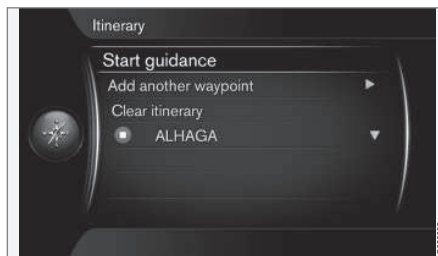 Itinerary
Start guidance
Add another waypoint
Clear itinerary
ALHAGA